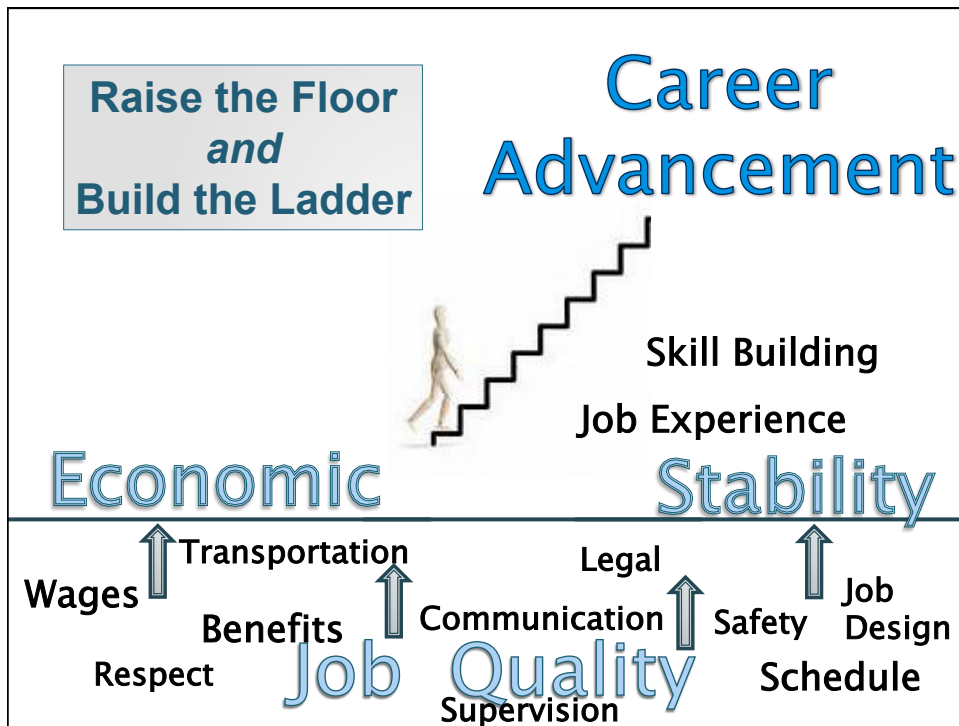 Raise the Floor
and
Build the Ladder
Career
Advancement
Skill Building
Job Experience
Economic Stability
Transportation
Legal
Wages
Job
Design
Benefits
Communication
Safety
Respect
Job Quality
Schedule
Supervision